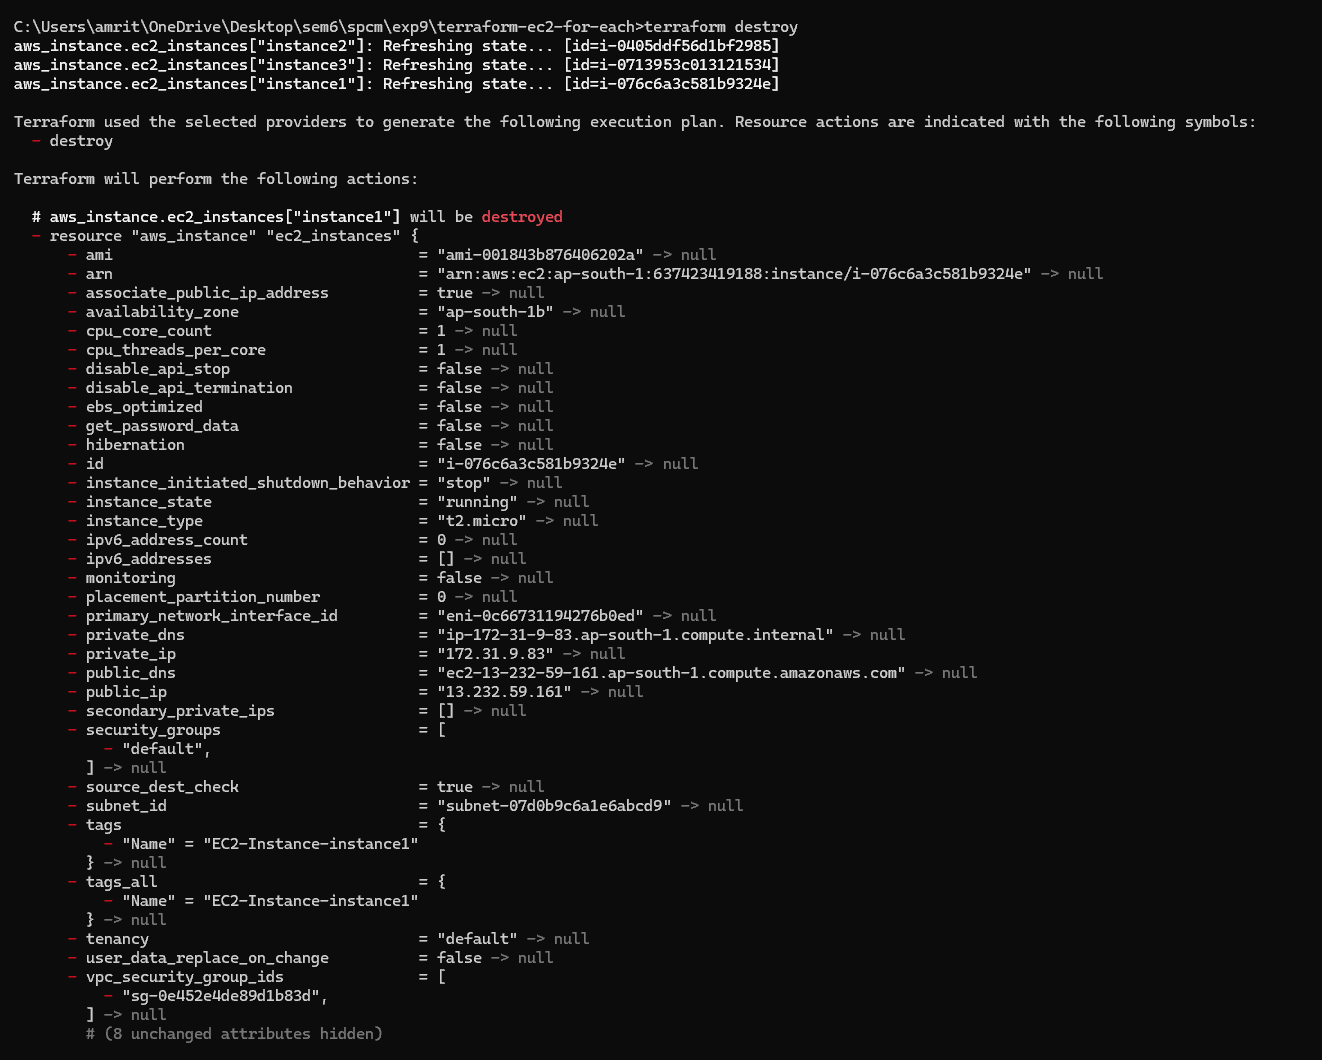 C:\Users\amrit\OneDrive\Desktop\sem6\spcm\exp9\terraform-ec2-for-each>terraform destroy
aws_instance.ec2_instances["instance2"]: Refreshing state... [id=i-0405ddf56d1bf2985]
aws_instance.ec2_instances["instance3"]: Refreshing state... [id=i-0713953c013121534]
aws_instance.ec2_instances["instance1"]: Refreshing state... [id=i-076c6a3c581b9324e]

Terraform used the selected providers to generate the following execution plan. Resource actions are indicated with the following symbols:
  - destroy

Terraform will perform the following actions:

  # aws_instance.ec2_instances["instance1"] will be destroyed
  - resource "aws_instance" "ec2_instances" {
      - ami                                  = "ami-001843b876406202a" -> null
      - arn                                  = "arn:aws:ec2:ap-south-1:637423419188:instance/i-076c6a3c581b9324e" -> null
      - associate_public_ip_address          = true -> null
      - availability_zone                    = "ap-south-1b" -> null
      - cpu_core_count                       = 1 -> null
      - cpu_threads_per_core                 = 1 -> null
      - disable_api_stop                     = false -> null
      - disable_api_termination              = false -> null
      - ebs_optimized                        = false -> null
      - get_password_data                    = false -> null
      - hibernation                          = false -> null
      - id                                   = "i-076c6a3c581b9324e" -> null
      - instance_initiated_shutdown_behavior = "stop" -> null
      - instance_state                       = "running" -> null
      - instance_type                        = "t2.micro" -> null
      - ipv6_address_count                   = 0 -> null
      - ipv6_addresses                       = [] -> null
      - monitoring                           = false -> null
      - placement_partition_number           = 0 -> null
      - primary_network_interface_id         = "eni-0c66731194276b0ed" -> null
      - private_dns                          = "ip-172-31-9-83.ap-south-1.compute.internal" -> null
      - private_ip                           = "172.31.9.83" -> null
      - public_dns                           = "ec2-13-232-59-161.ap-south-1.compute.amazonaws.com" -> null
      - public_ip                            = "13.232.59.161" -> null
      - secondary_private_ips                = [] -> null
      - security_groups                      = [
          - "default",
        ] -> null
      - source_dest_check                    = true -> null
      - subnet_id                            = "subnet-07d0b9c6a1e6abcd9" -> null
      - tags                                 = {
          - "Name" = "EC2-Instance-instance1"
        } -> null
      - tags_all                             = {
          - "Name" = "EC2-Instance-instance1"
        } -> null
      - tenancy                              = "default" -> null
      - user_data_replace_on_change          = false -> null
      - vpc_security_group_ids               = [
          - "sg-0e452e4de89d1b83d",
        ] -> null
        # (8 unchanged attributes hidden)